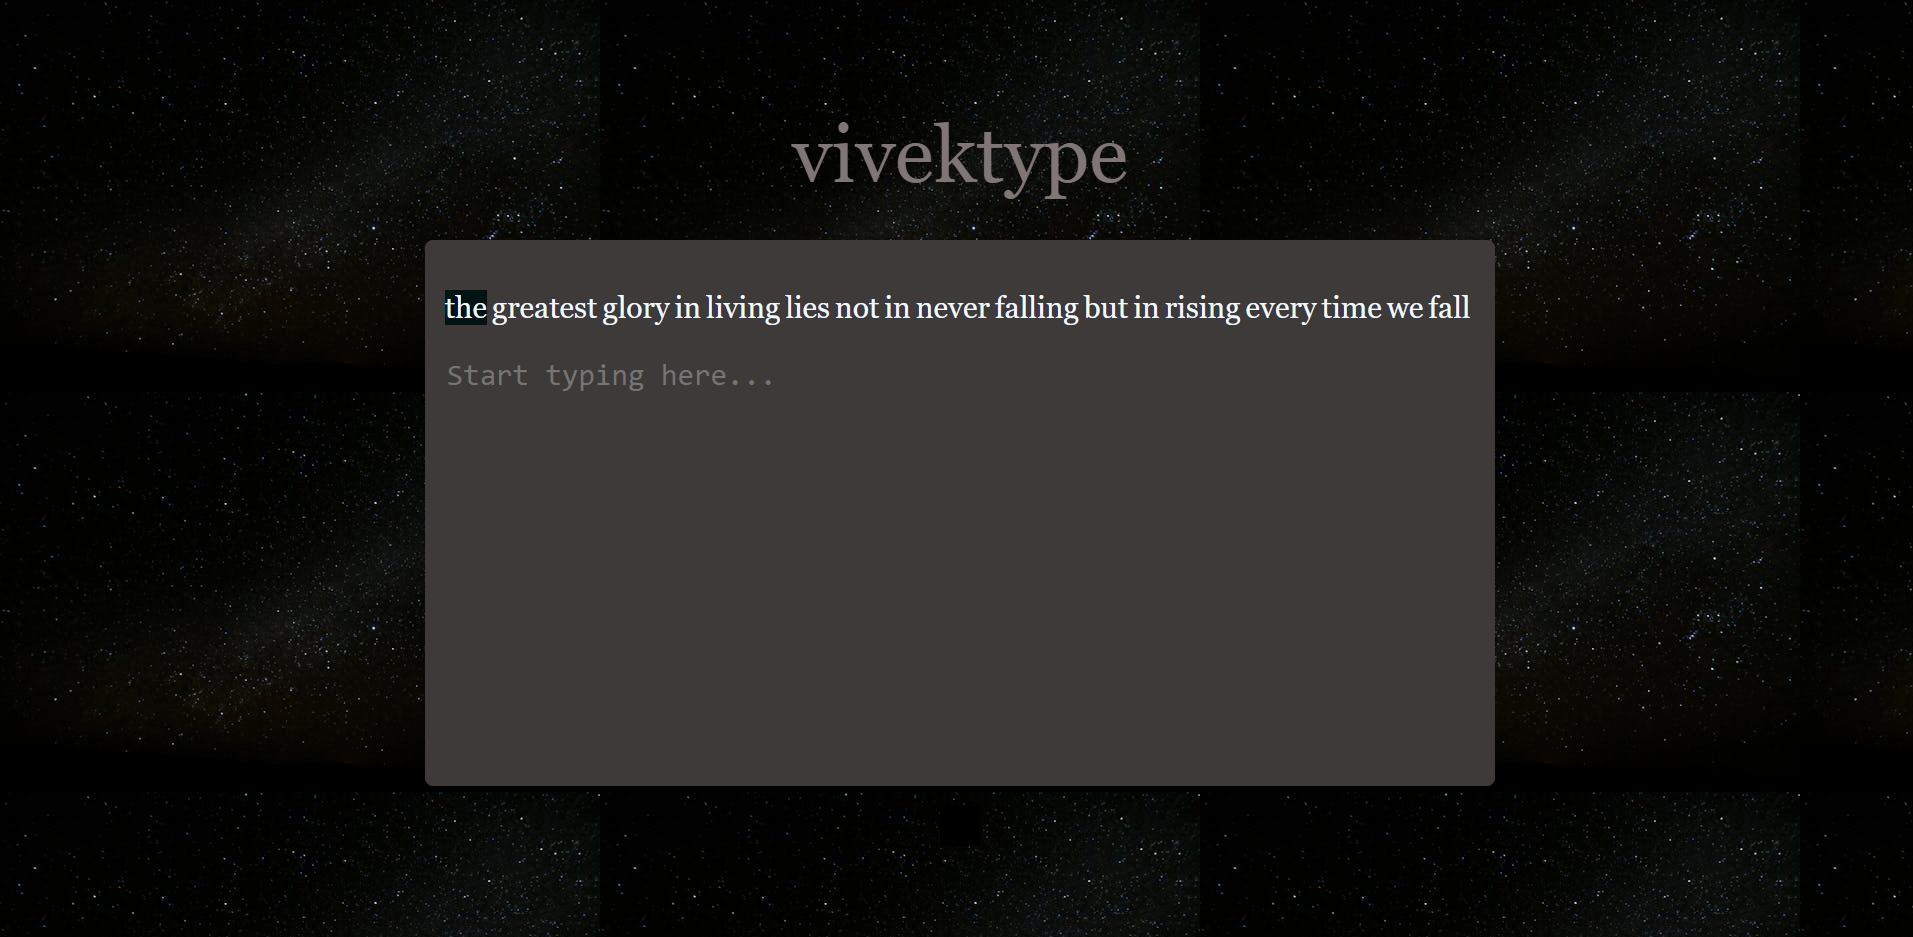 vivektype
the greatest glory in living lies not in never falling but in rising every time we fall
Start typing here...